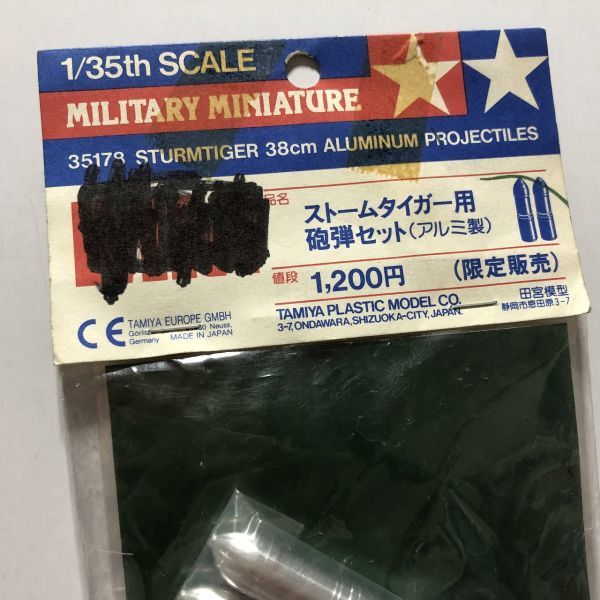 1/35th SCALE
MILITARY MINIATURE
35178 STURMTIGER 38cm ALUMINUM PROJECTILES
品名
ストームタイガー用
砲弾セット(アルミ製)
値段 1,200円 (限定販売)
TAMIYA EUROPE GMBH
Neuss,
Germany MADE IN JAPAN
TAMIYA PLASTIC MODEL CO.
3-7, ONDAWARA, SHIZUOKA-CITY, JAPAN.
田宮模型
静岡市恩田原3-7
CE